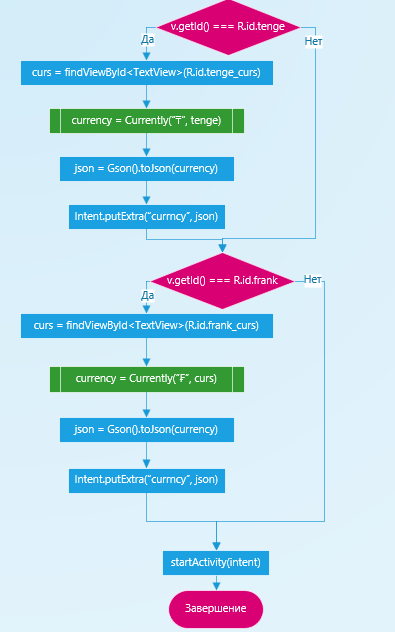 v.getId() === R.id.tenge
Да
Нет
curs = findViewById<TextView>(R.id.tenge_curs)
currency = Currently("₸", tenge)
json = Gson().toJson(currency)
Intent.putExtra("currncy", json)
v.getId() === R.id.frank
Да
Нет
curs = findViewById<TextView>(R.id.frank_curs)
currency = Currently("₣", curs)
json = Gson().toJson(currency)
Intent.putExtra("currncy", json)
startActivity(intent)
Завершение